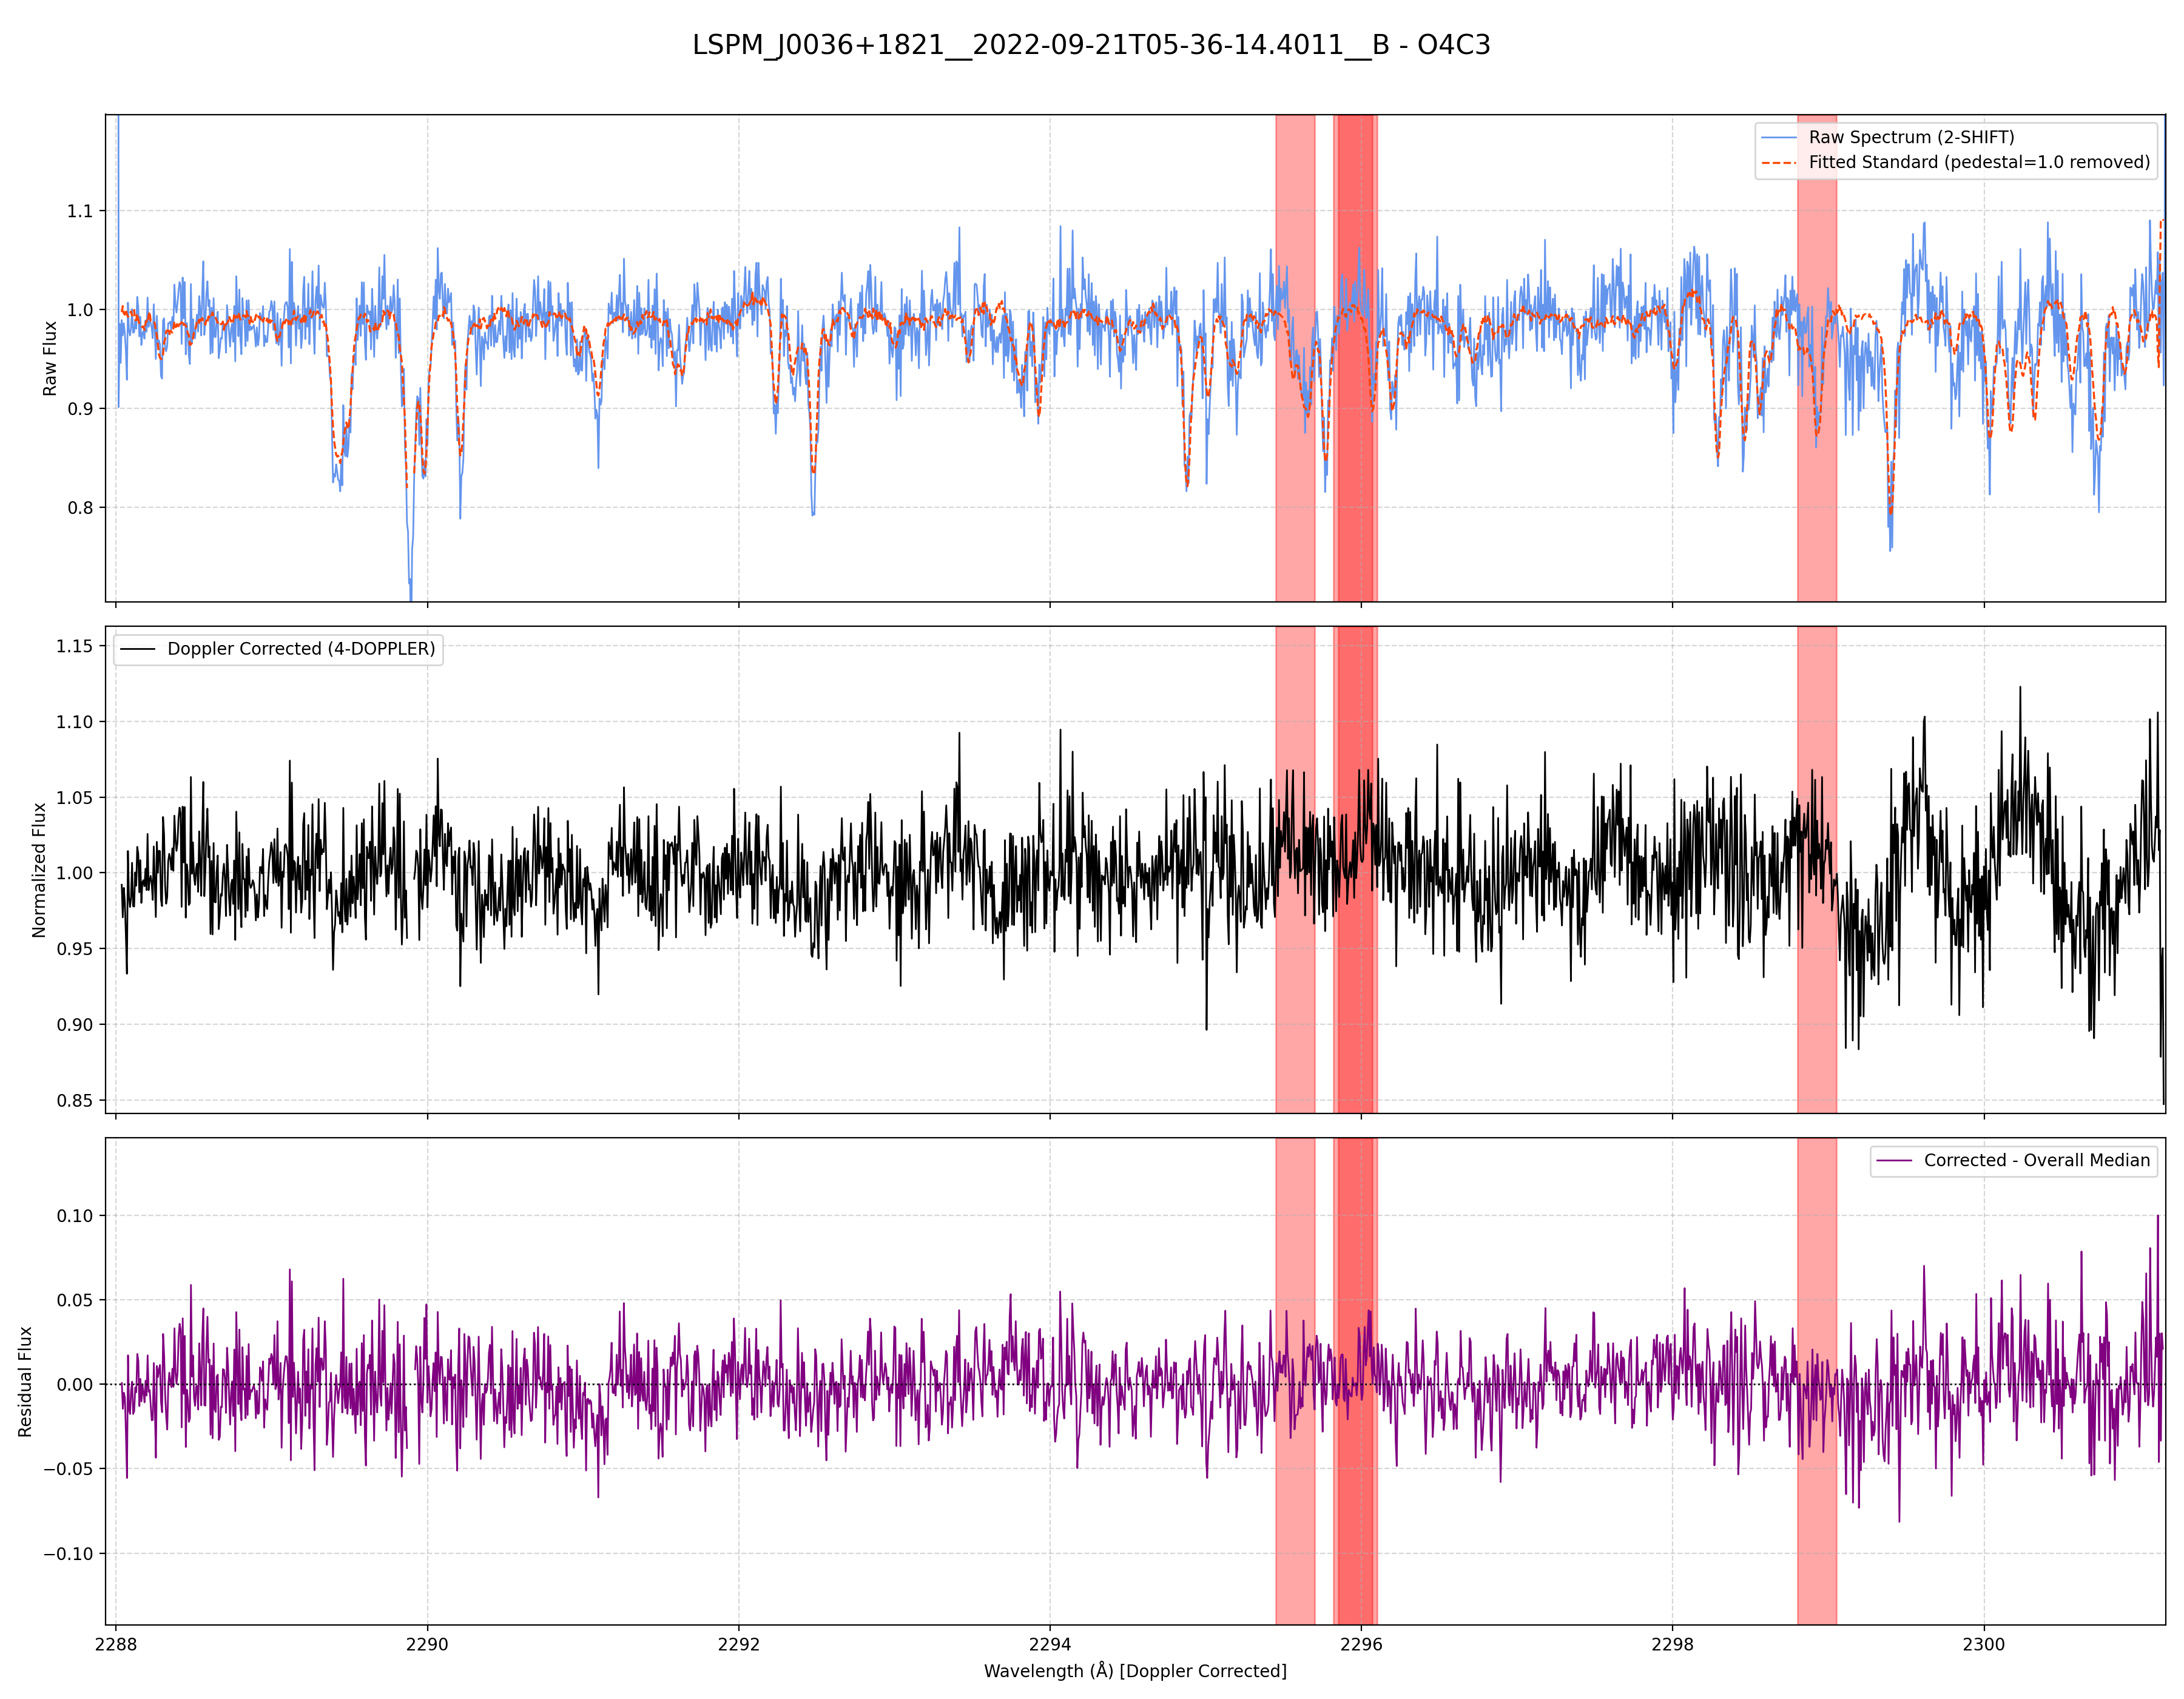 LSPM_J0036+1821__2022-09-21T05-36-14.4011__B - O4C3
Raw Spectrum (2-SHIFT)
Fitted Standard (pedestal=1.0 removed)
Raw Flux
1.1
1.0
0.9
0.8
Doppler Corrected (4-DOPPLER)
Normalized Flux
1.15
1.10
1.05
1.00
0.95
0.90
0.85
Corrected - Overall Median
Residual Flux
0.10
0.05
0.00
−0.05
−0.10
2288 2290 2292 2294 2296 2298 2300
Wavelength (Å) [Doppler Corrected]